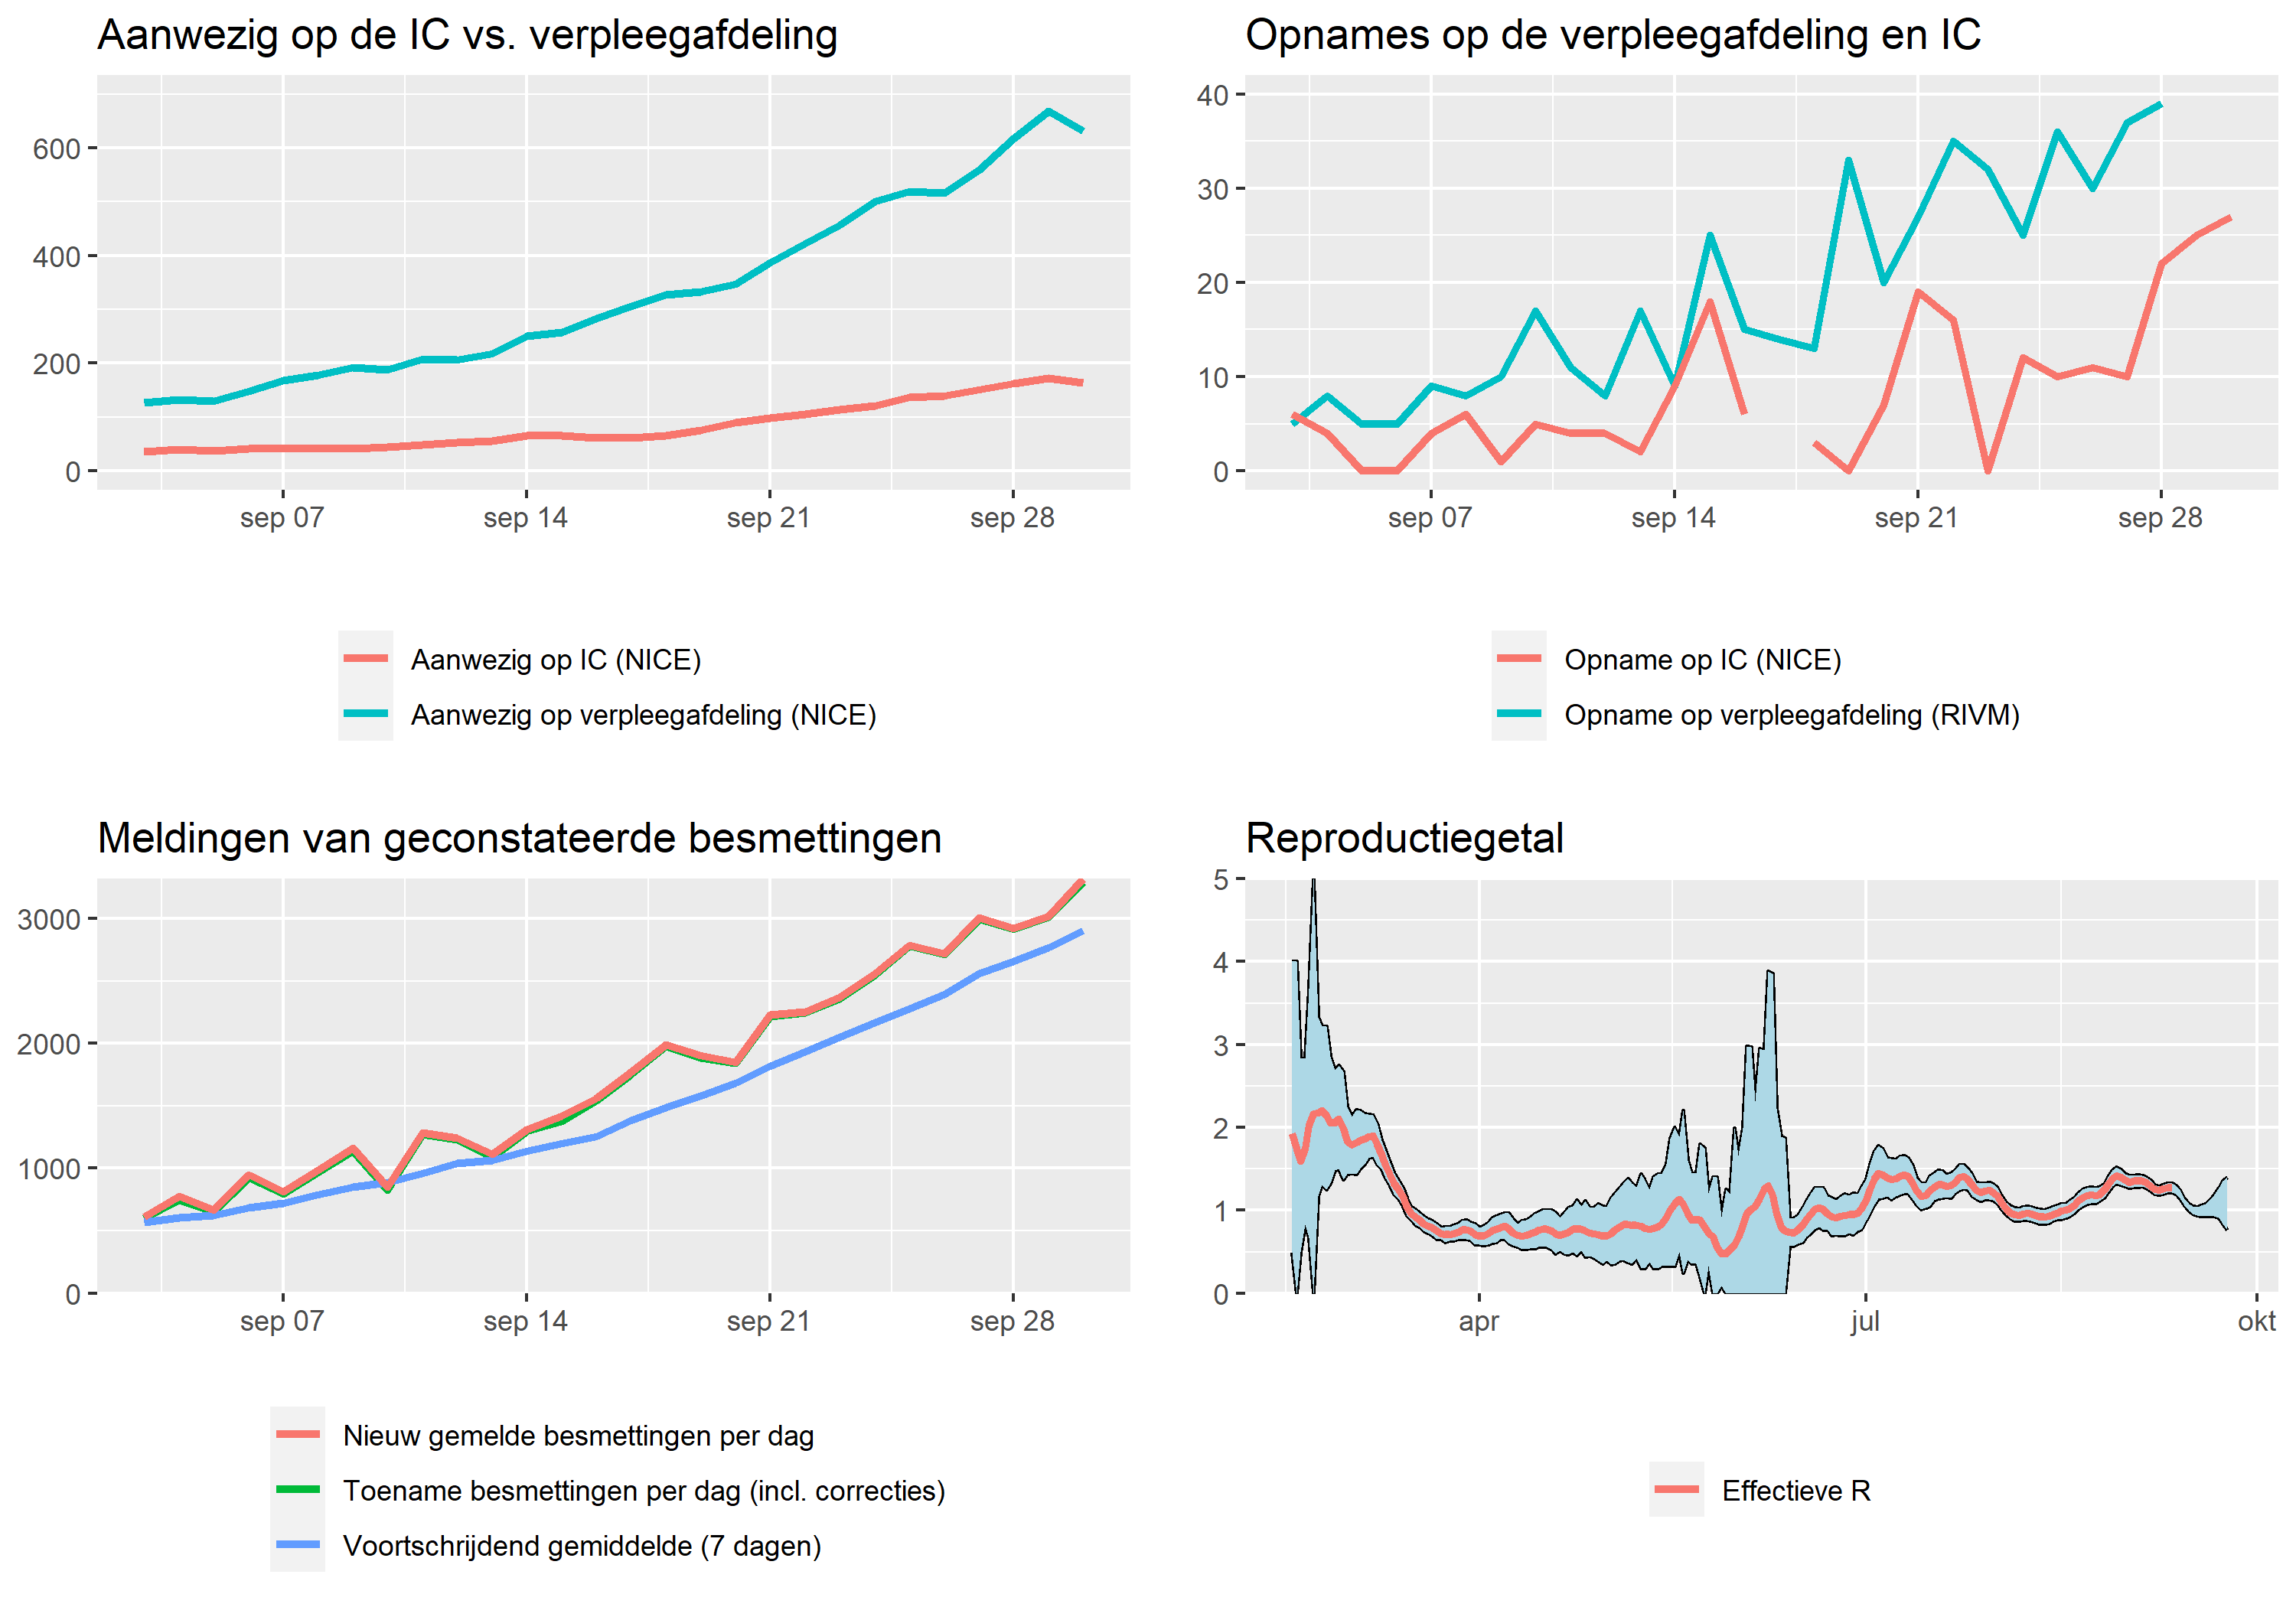 Aanwezig op de IC vs. verpleegafdeling
600
400
200
0
sep 07
sep 14
sep 21
sep 28
Aanwezig op IC (NICE)
Aanwezig op verpleegafdeling (NICE)
Opnames op de verpleegafdeling en IC
40
30
20
10
0
sep 07
sep 14
sep 21
sep 28
Opname op IC (NICE)
Opname op verpleegafdeling (RIVM)
Meldingen van geconstateerde besmettingen
3000
2000
1000
0
sep 07
sep 14
sep 21
sep 28
Nieuw gemelde besmettingen per dag
Toename besmettingen per dag (incl. correcties)
Voortschrijdend gemiddelde (7 dagen)
Reproductiegetal
5
4
3
2
1
0
apr
jul
okt
Effectieve R